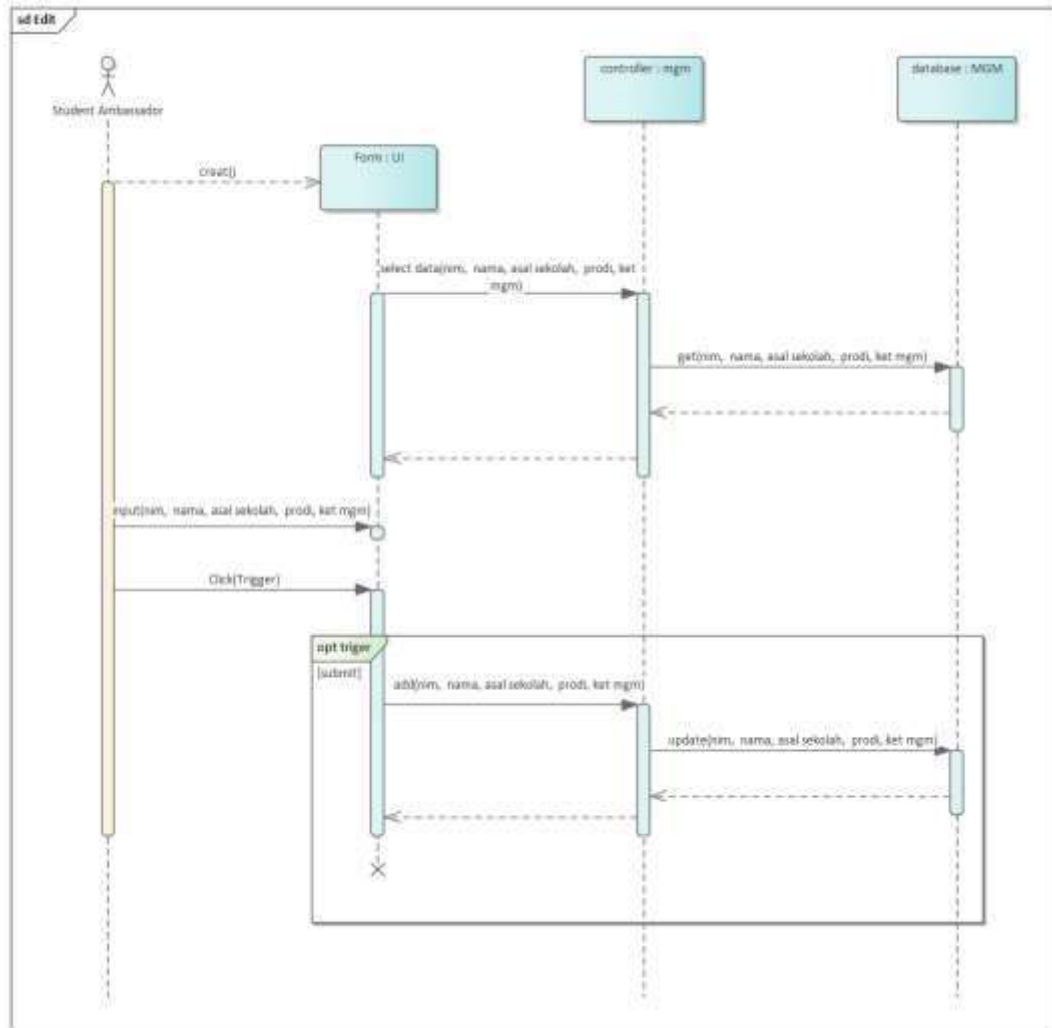 sd Edit
Student Ambassador
controller : mgm
database : MGM
Form : UI
creat()
select data(nim, nama, asal sekolah, prodi, ket
mgm)
get(nim, nama, asal sekolah, prodi, ket mgm)
input(nim, nama, asal sekolah, prodi, ket mgm)
Click(Trigger)
opt triger
[submit]
add(nim, nama, asal sekolah, prodi, ket mgm)
update(nim, nama, asal sekolah, prodi, ket mgm)